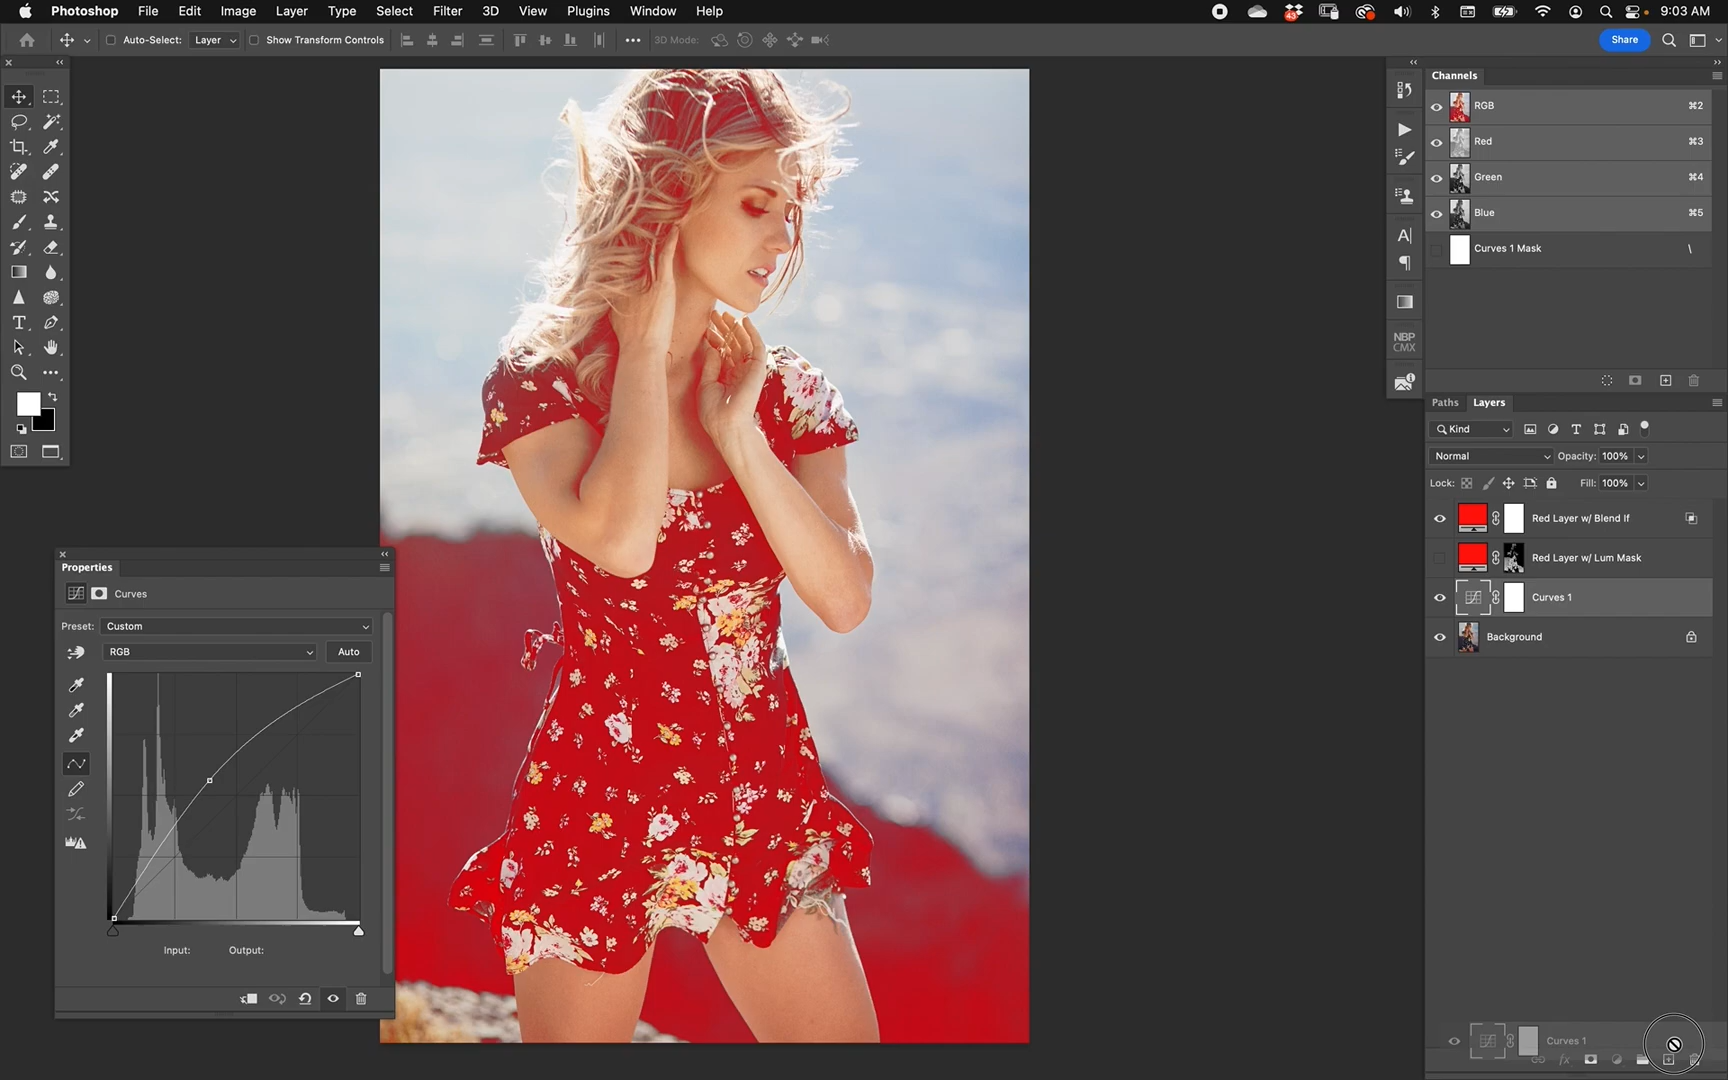 Photoshop File Edit Image Layer Type Select Filter 3D View Plugins Window Help 43 9:03 AM
Auto-Select: Layer Show Transform Controls 3D Mode: Share
Channels
RGB ⌘2
Red ⌘3
Green ⌘4
Blue ⌘5
Curves 1 Mask \
NBP
CMX
Paths Layers
Kind
Normal Opacity: 100%
Lock: Fill: 100%
Red Layer w/ Blend If
Red Layer w/ Lum Mask
Curves 1
Background
Properties
Curves
Preset: Custom
RGB Auto
Input: Output:
Curves 1